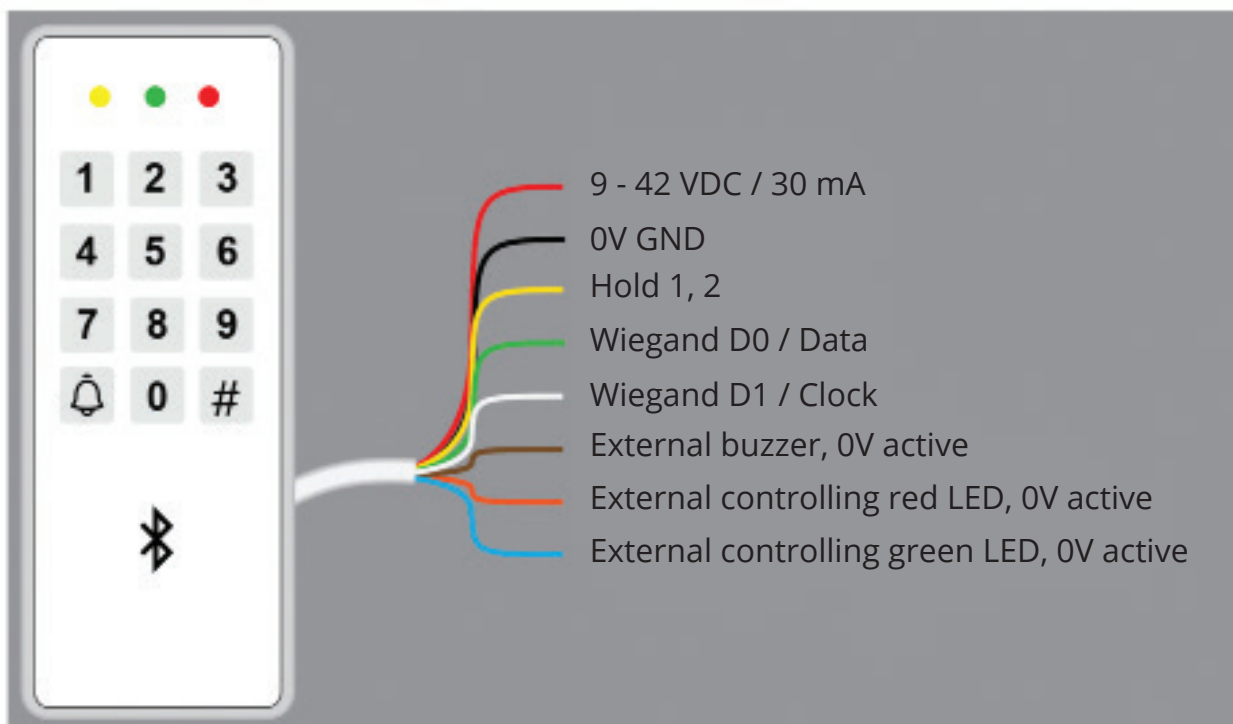 1 2 3
4 5 6
7 8 9
0 #
9 - 42 VDC / 30 mA
0V GND
Hold 1, 2
Wiegand D0 / Data
Wiegand D1 / Clock
External buzzer, 0V active
External controlling red LED, 0V active
External controlling green LED, 0V active